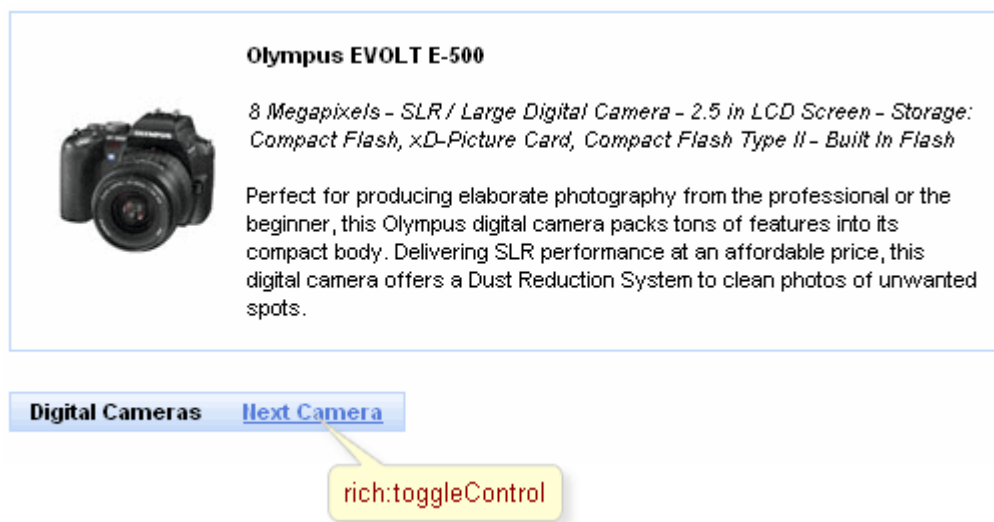 Olympus EVOLT E-500
8 Megapixels - SLR / Large Digital Camera - 2.5 in LCD Screen - Storage:
Compact Flash, xD-Picture Card, Compact Flash Type II - Built In Flash
Perfect for producing elaborate photography from the professional or the
beginner, this Olympus digital camera packs tons of features into its
compact body. Delivering SLR performance at an affordable price, this
digital camera offers a Dust Reduction System to clean photos of unwanted
spots.
Digital Cameras Next Camera
rich:toggleControl